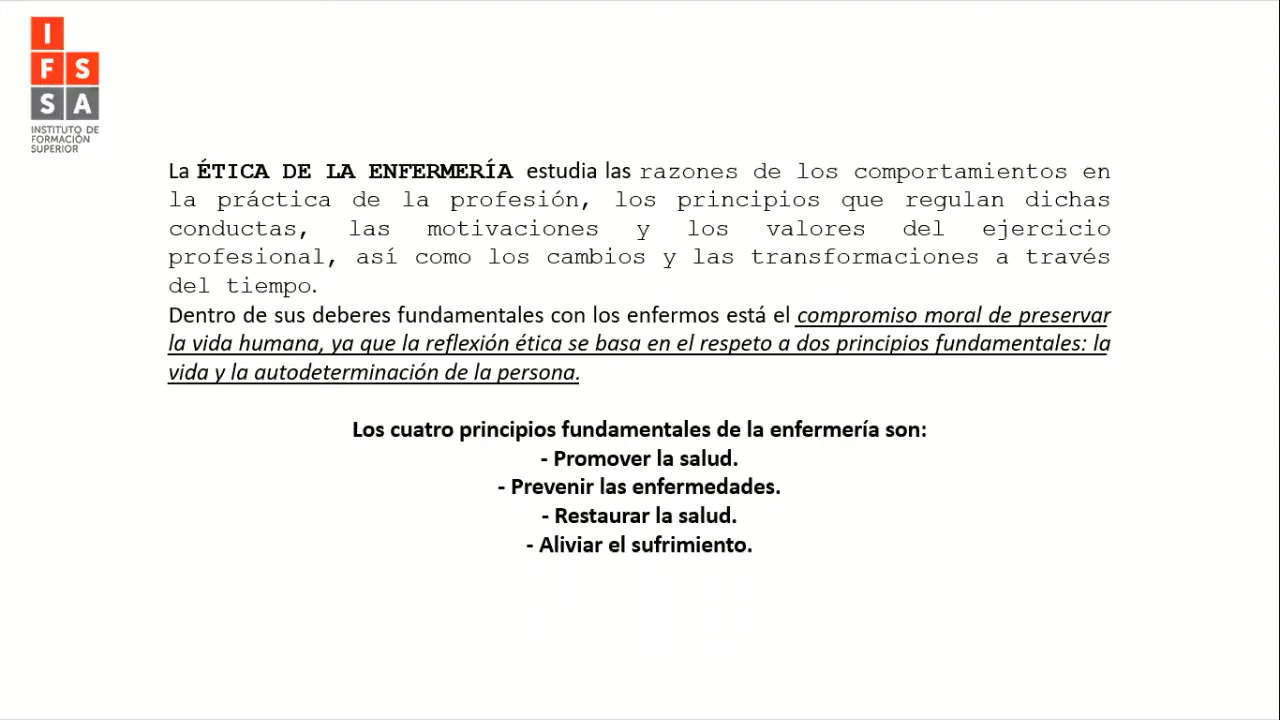 I
F S
S A
INSTITUTO DE
FORMACIÓN
SUPERIOR
La ÉTICA DE LA ENFERMERÍA estudia las razones de los comportamientos en
la práctica de la profesión, los principios que regulan dichas
conductas, las motivaciones y los valores del ejercicio
profesional, así como los cambios y las transformaciones a través
del tiempo.
Dentro de sus deberes fundamentales con los enfermos está el compromiso moral de preservar
la vida humana, ya que la reflexión ética se basa en el respeto a dos principios fundamentales: la
vida y la autodeterminación de la persona.
Los cuatro principios fundamentales de la enfermería son:
- Promover la salud.
- Prevenir las enfermedades.
- Restaurar la salud.
- Aliviar el sufrimiento.